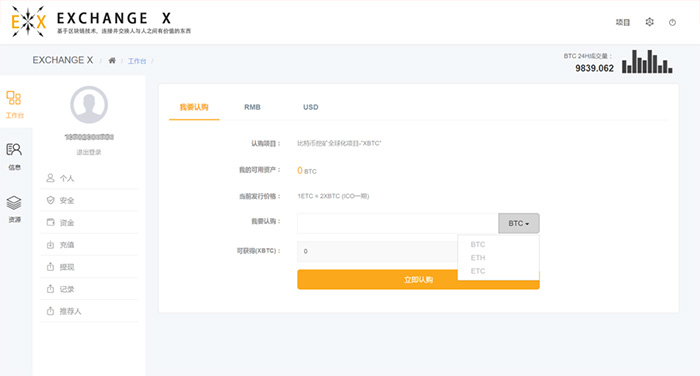 EXCHANGE X
基于区块链技术，连接并交换人与人之间有价值的东西
项目
EXCHANGE X / / 工作台 /
BTC 24H成交量：
9839.062
工作台
信息
资源
退出登录
个人
安全
资金
充值
提现
记录
推荐人
我要认购 RMB USD
认购项目： 比特币挖矿全球化项目-"XBTC"
我的可用资产： 0 BTC
当前发行价格： 1ETC = 2XBTC (ICO一期)
我要认购： BTC
BTC
ETH
ETC
可获得(XBTC)： 0
立即认购